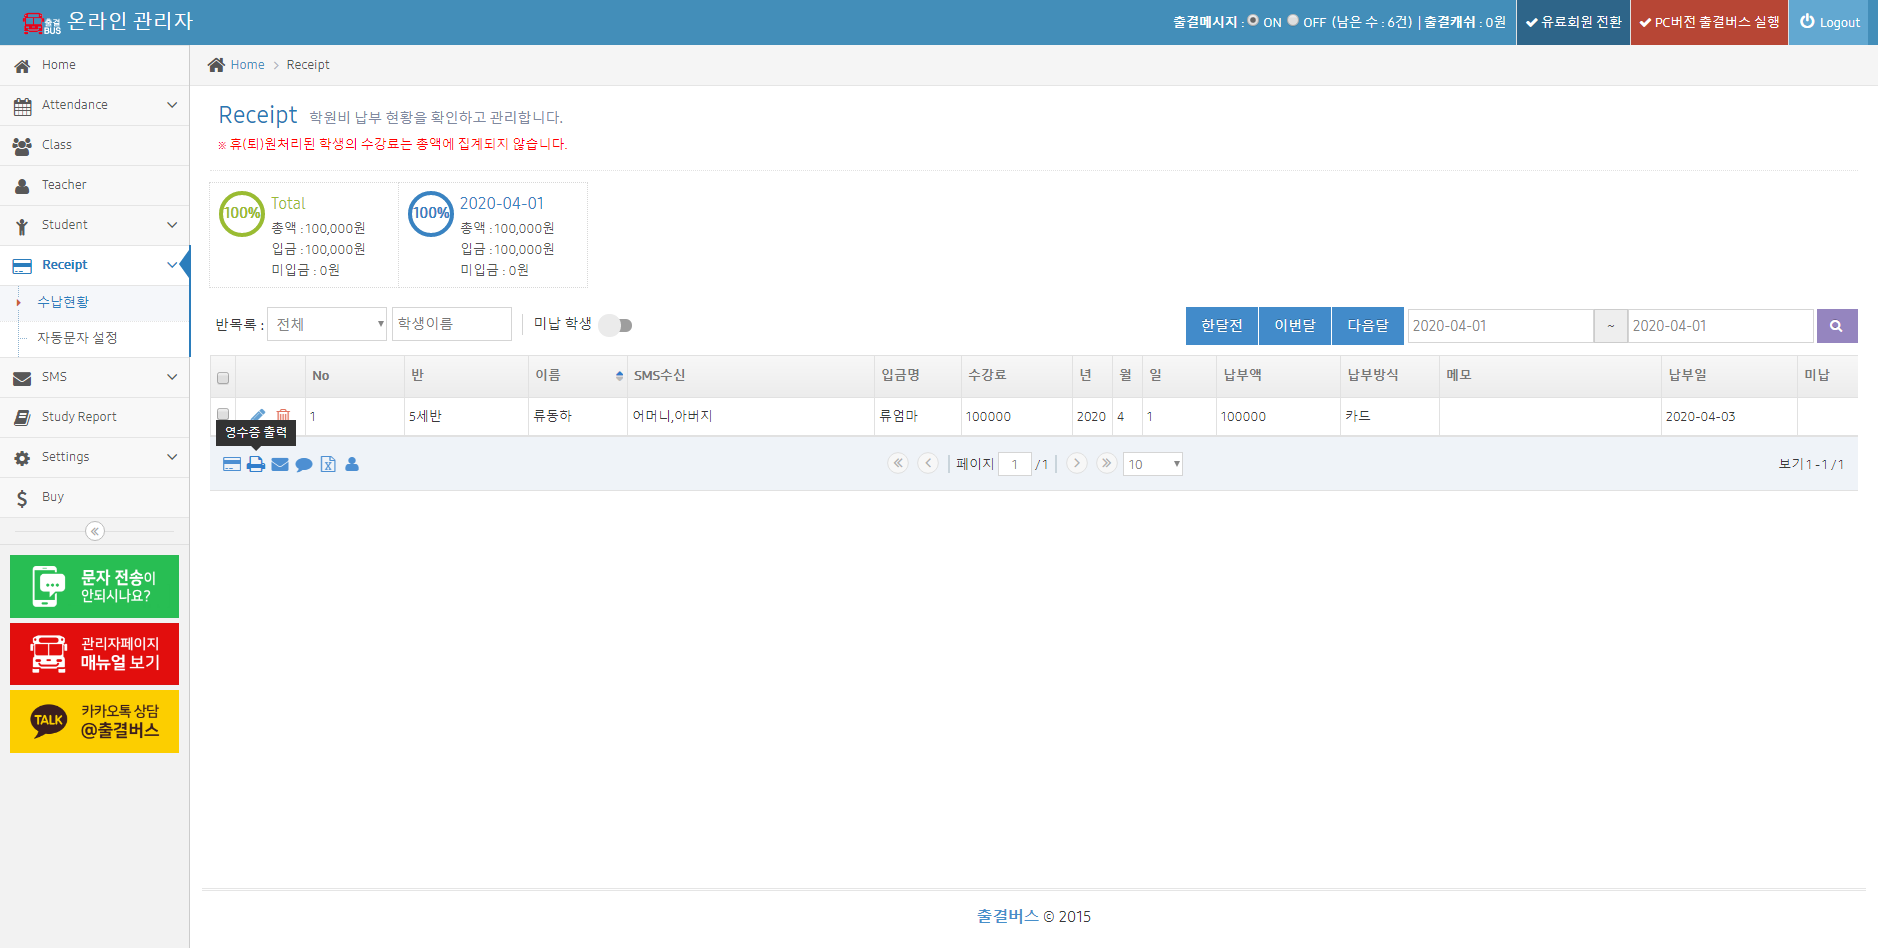 출결
BUS
온라인 관리자
출결메시지 : ON OFF (남은 수 : 6건) | 출결캐쉬 : 0원
유료회원 전환
PC버전 출결버스 실행
Logout
Home
Attendance
Class
Teacher
Student
Receipt
수납현황
자동문자 설정
SMS
Study Report
Settings
Buy
문자 전송이
안되시나요?
관리자페이지
매뉴얼 보기
TALK
카카오톡 상담
@출결버스
Home > Receipt
Receipt 학원비 납부 현황을 확인하고 관리합니다.
※ 휴(퇴)원처리된 학생의 수강료는 총액에 집계되지 않습니다.
100%
Total
총액 : 100,000원
입금 : 100,000원
미입금 : 0원
100%
2020-04-01
총액 : 100,000원
입금 : 100,000원
미입금 : 0원
반목록 : 전체 학생이름 미납 학생
한달전 이번달 다음달 2020-04-01 ~ 2020-04-01
No 반 이름 SMS수신 입금명 수강료 년 월 일 납부액 납부방식 메모 납부일 미납
1 5세반 류동하 어머니,아버지 류엄마 100000 2020 4 1 100000 카드 2020-04-03
영수증 출력
페이지 1 / 1 10
보기 1 - 1 / 1
출결버스 © 2015